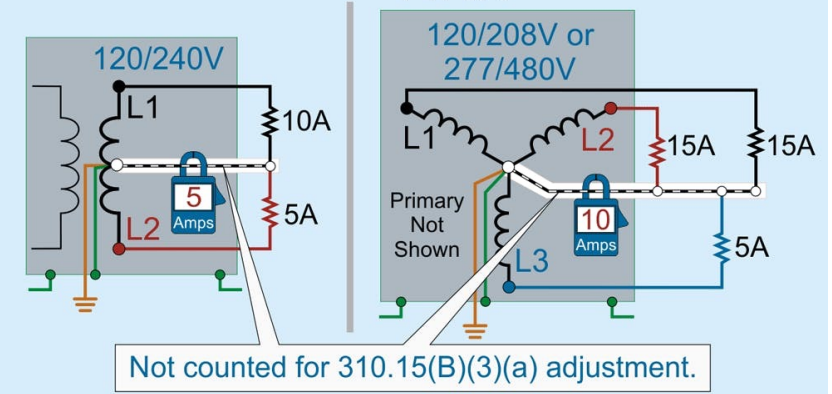 120/240V
L1
10A
5
Amps
5A
L2
120/208V or
277/480V
L1
L2
15A
15A
Primary
Not
Shown
10
Amps
L3
5A
Not counted for 310.15(B)(3)(a) adjustment.